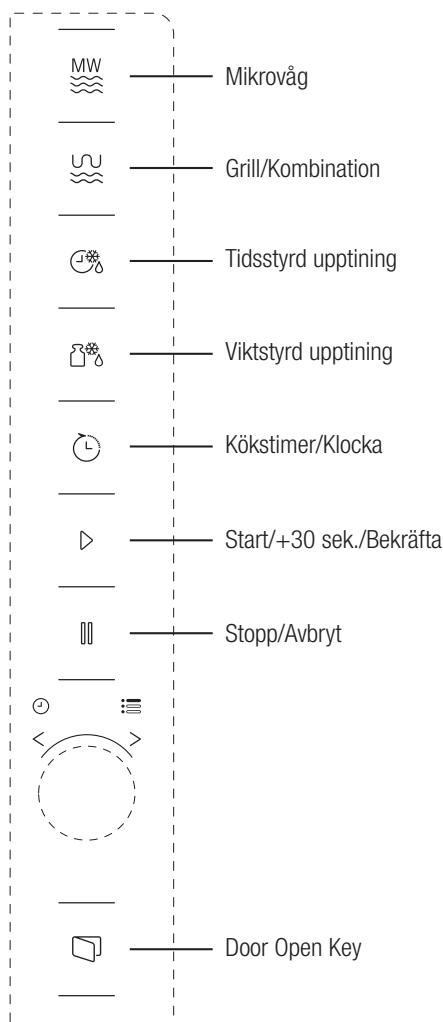 MW
Mikrovåg
Grill/Kombination
Tidsstyrd upptining
Viktstyrd upptining
Kökstimer/Klocka
Start/+30 sek./Bekräfta
Stopp/Avbryt
Door Open Key